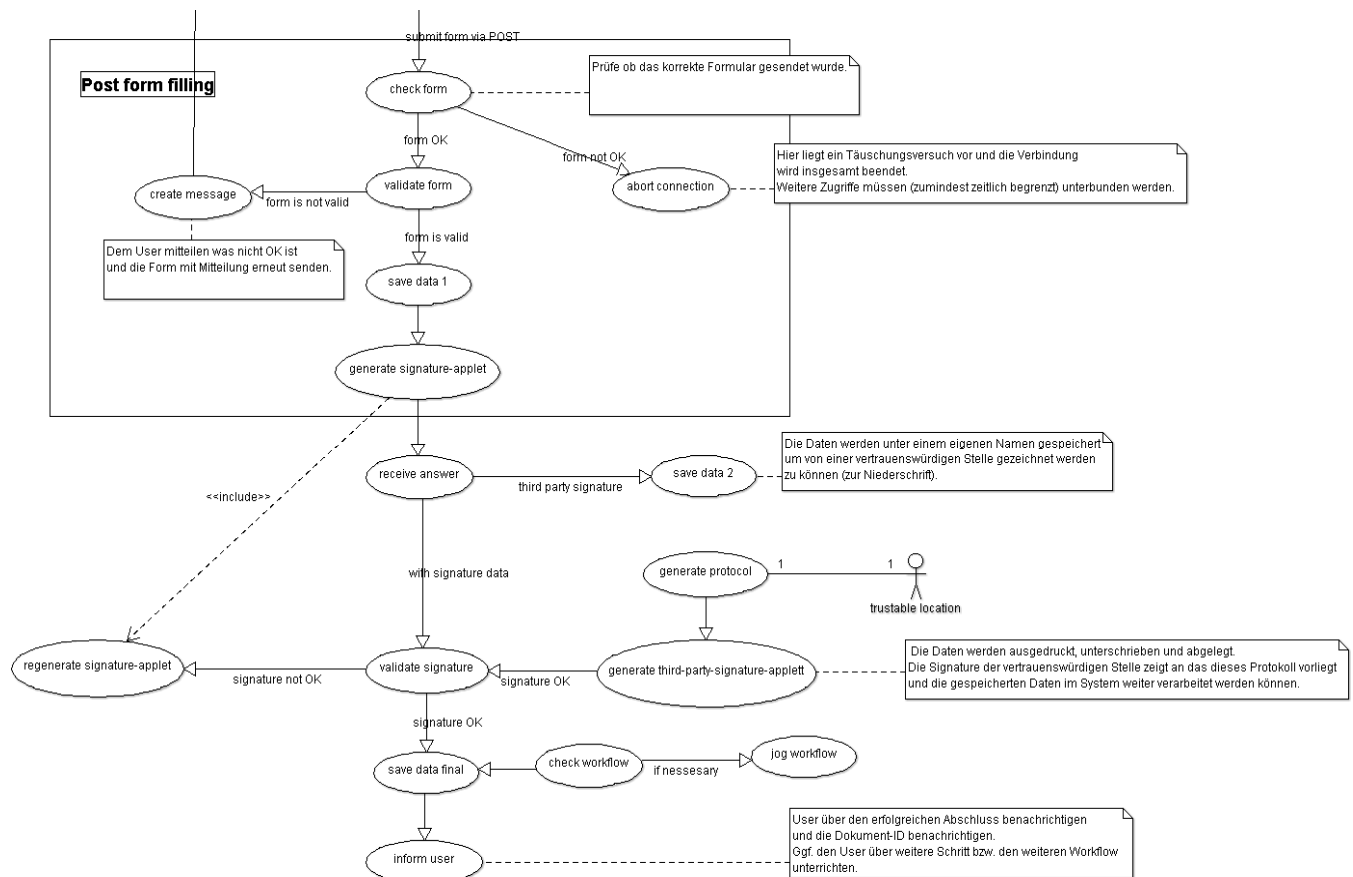 submit form via POST
Post form filling
check form
Prüfe ob das korrekte Formular gesendet wurde.
form OK
form not OK
Hier liegt ein Täuschungsversuch vor und die Verbindung
wird insgesamt beendet.
Weitere Zugriffe müssen (zumindest zeitlich begrenzt) unterbunden werden.
create message
form is not valid
validate form
abort connection
form is valid
Dem User mitteilen was nicht OK ist
und die Form mit Mitteilung erneut senden.
save data 1
generate signature-applet
receive answer
third party signature
save data 2
Die Daten werden unter einem eigenen Namen gespeichert
um von einer vertrauenswürdigen Stelle gezeichnet werden
zu können (zur Niederschrift).
<<include>>
with signature data
generate protocol
1
1
trustable location
regenerate signature-applet
signature not OK
validate signature
signature OK
generate third-party-signature-applett
Die Daten werden ausgedruckt, unterschrieben und abgelegt.
Die Signature der vertrauenswürdigen Stelle zeigt an das dieses Protokoll vorliegt
und die gespeicherten Daten im System weiter verarbeitet werden können.
signature OK
save data final
check workflow
if nessesary
jog workflow
inform user
User über den erfolgreichen Abschluss benachrichtigen
und die Dokument-ID benachrichtigen.
Ggf. den User über weitere Schritt bzw. den weiteren Workflow
unterrichten.